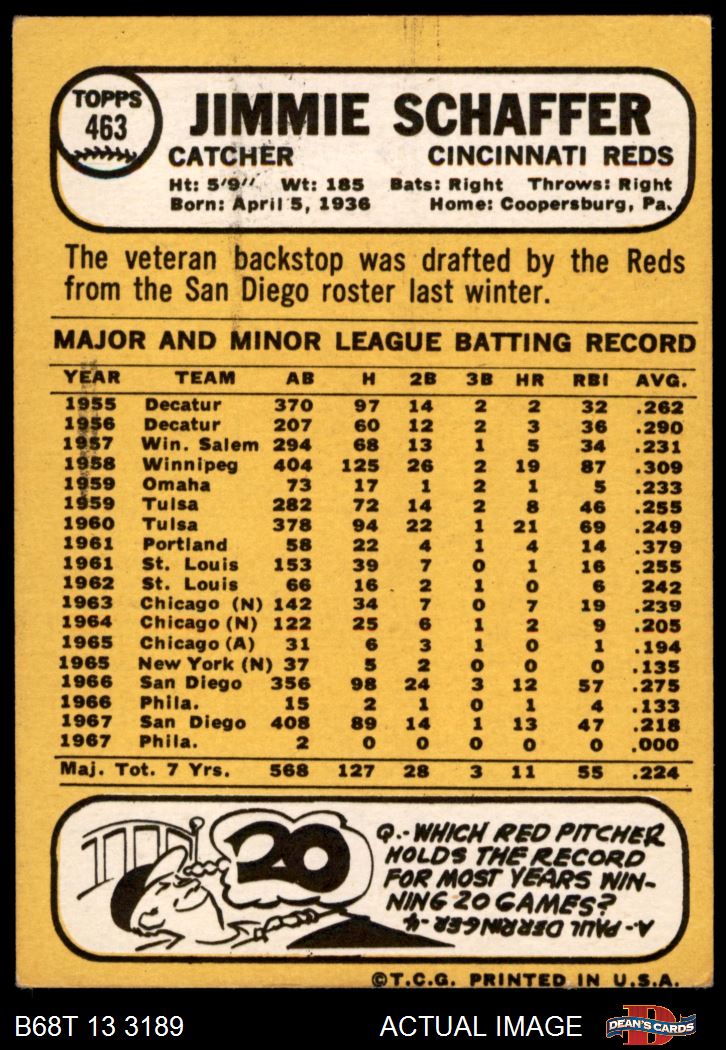 TOPPS
463
JIMMIE SCHAFFER
CATCHER CINCINNATI REDS
Ht: 5'9" Wt: 185 Bats: Right Throws: Right
Born: April 5, 1936 Home: Coopersburg, Pa.
The veteran backstop was drafted by the Reds
from the San Diego roster last winter.
MAJOR AND MINOR LEAGUE BATTING RECORD
YEAR TEAM AB H 2B 3B HR RBI AVG.
1955 Decatur 370 97 14 2 2 32 .262
1956 Decatur 207 60 12 2 3 36 .290
1957 Win. Salem 294 68 13 1 5 34 .231
1958 Winnipeg 404 125 26 2 19 87 .309
1959 Omaha 73 17 1 2 1 5 .233
1959 Tulsa 282 72 14 2 8 46 .255
1960 Tulsa 378 94 22 1 21 69 .249
1961 Portland 58 22 4 1 4 14 .379
1961 St. Louis 153 39 7 0 1 16 .255
1962 St. Louis 66 16 2 1 0 6 242
1963 Chicago (N) 142 34 7 0 7 19 .239
1964 Chicago (N) 122 25 6 1 2 9 .205
1965 Chicago (A) 31 6 3 1 0 1 .194
1965 New York (N) 37 5 2 0 0 0 .135
1966 San Diego 356 98 24 3 12 57 .275
1966 Phila. 15 2 1 0 1 4 .133
1967 San Diego 408 89 14 1 13 47 .218
1967 Phila. 2 0 0 0 0 0 .000
Maj. Tot. 7 Yrs. 568 127 28 3 11 55 .224
20
Q.-WHICH RED PITCHER
HOLDS THE RECORD
FOR MOST YEARS WIN-
NING 20 GAMES?
A.-PAUL DERRINGER-4
©T.C.G. PRINTED IN U.S.A.
B68T 13 3189 ACTUAL IMAGE
D
DEAN'S CARDS